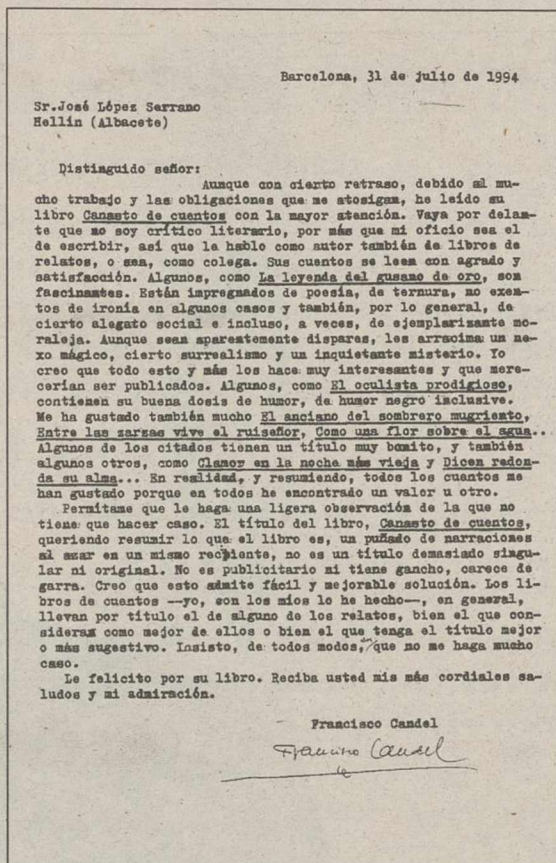 Barcelona, 31 de julio de 1994
Sr.José López Serrano
Hellín (Albacete)
Distinguido señor:
Aunque con cierto retraso, debido al mu-
cho trabajo y las obligaciones que me atosigan, he leído su
libro Canasto de cuentos con la mayor atención. Vaya por delan-
te que no soy crítico literario, por más que mi oficio sea el
de escribir, así que le hablo como autor también de libros de
relatos, o sea, como colega. Sus cuentos se leen con agrado y
satisfacción. Algunos, como La leyenda del gusano de oro, son
fascinantes. Están impregnados de poesía, de ternura, no exen-
tos de ironía en algunos casos y también, por lo general, de
cierto alegato social e incluso, a veces, de ejemplarizante mo-
raleja. Aunque sean aparentemente dispares, les arracima un ne-
xo mágico, cierto surrealismo y un inquietante misterio. Yo
creo que todo esto y más los hace muy interesantes y que mere-
cerían ser publicados. Algunos, como El oculista prodigioso,
contienen su buena dosis de humor, de humor negro inclusive.
Me ha gustado también mucho El anciano del sombrero mugriento,
Entre las zarzas vive el ruiseñor, Como una flor sobre el agua...
Algunos de los citados tienen un título muy bonito, y también
algunos otros, como Clamor en la noche más vieja y Dicen redon-
da su alma... En realidad, y resumiendo, todos los cuentos me
han gustado porque en todos he encontrado un valor u otro.
Permítame que le haga una ligera observación de la que no
tiene que hacer caso. El título del libro, Canasto de cuentos,
queriendo resumir lo que el libro es, un puñado de narraciones
al azar en un mismo recipiente, no es un título demasiado singu-
lar ni original. No es publicitario ni tiene gancho, carece de
garra. Creo que esto admite fácil y mejorable solución. Los li-
bros de cuentos —yo, con los míos lo he hecho—, en general,
llevan por título el de alguno de los relatos, bien el que con-
sideran como mejor de ellos o bien el que tenga el título mejor
o más sugestivo. Insisto, de todos modos, en que no me haga mucho
caso.
Le felicito por su libro. Reciba usted mis más cordiales sa-
ludos y mi admiración.
Francisco Candel
Francisco Candel